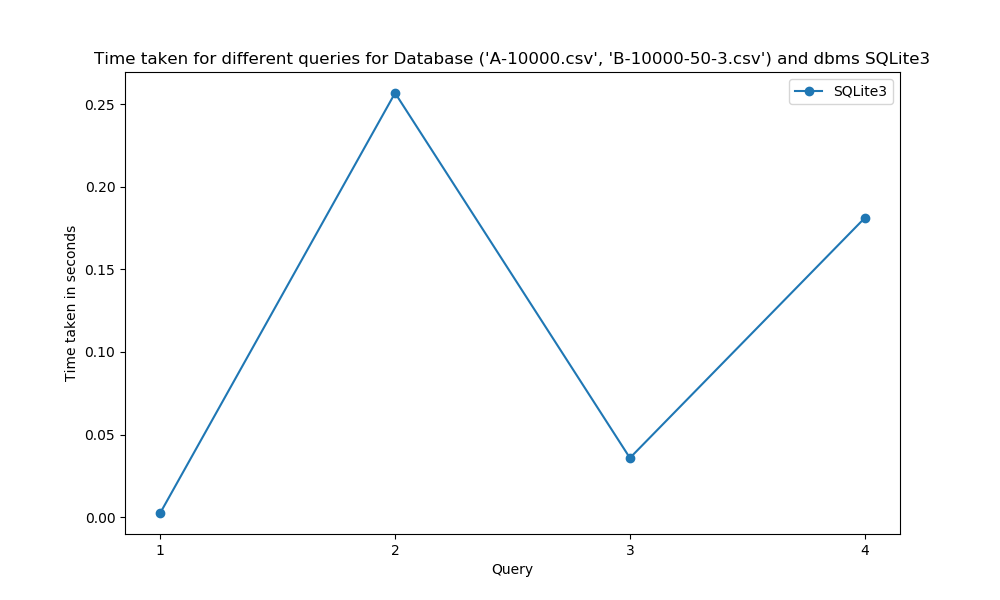 Time taken for different queries for Database ('A-10000.csv', 'B-10000-50-3.csv') and dbms SQLite3
SQLite3
0.25
0.20
0.15
0.10
0.05
0.00
Time taken in seconds
1 2 3 4
Query